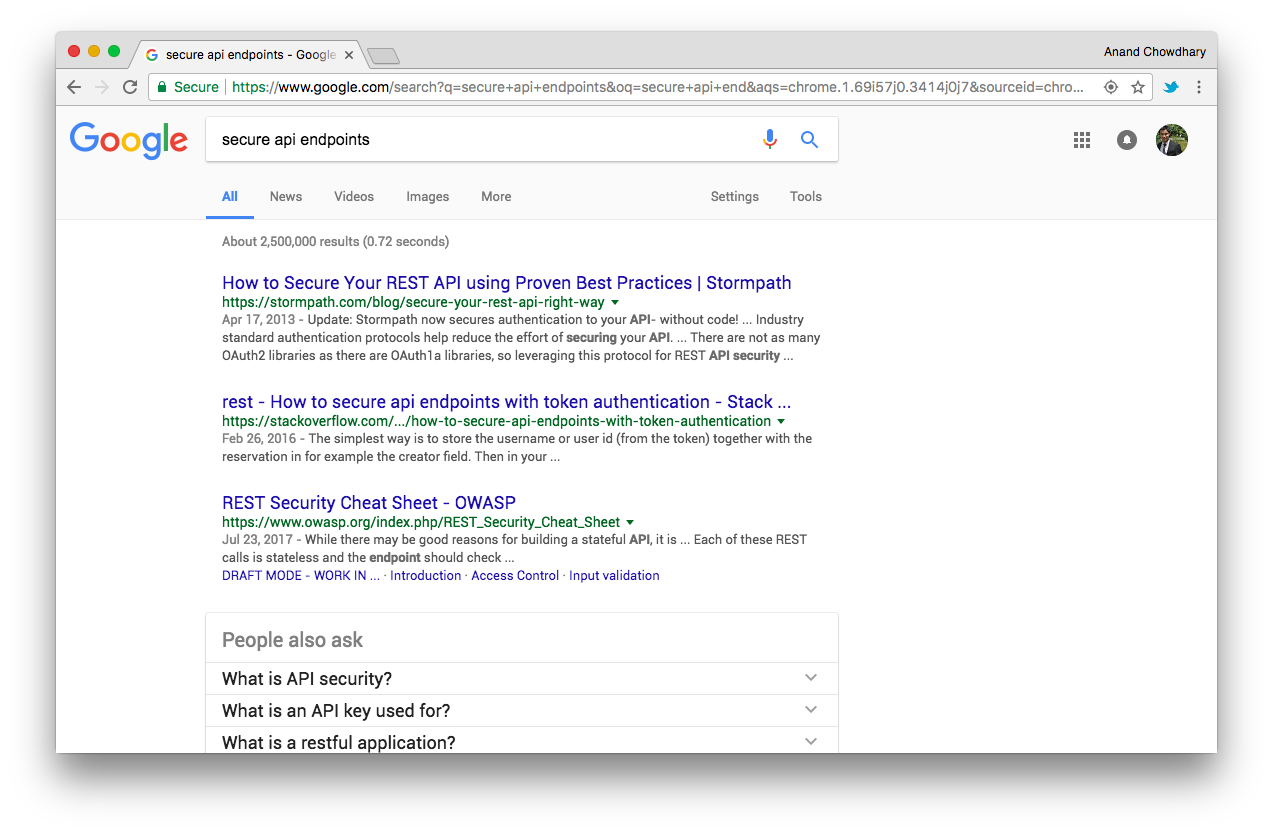 secure api endpoints - Google
Anand Chowdhary
Secure https://www.google.com/search?q=secure+api+endpoints&oq=secure+api+end&aqs=chrome.1.69i57j0.3414j0j7&sourceid=chro...
Google
secure api endpoints
All News Videos Images More Settings Tools
About 2,500,000 results (0.72 seconds)
How to Secure Your REST API using Proven Best Practices | Stormpath
https://stormpath.com/blog/secure-your-rest-api-right-way
Apr 17, 2013 - Update: Stormpath now secures authentication to your API- without code! ... Industry
standard authentication protocols help reduce the effort of securing your API. ... There are not as many
OAuth2 libraries as there are OAuth1a libraries, so leveraging this protocol for REST API security ...
rest - How to secure api endpoints with token authentication - Stack ...
https://stackoverflow.com/.../how-to-secure-api-endpoints-with-token-authentication
Feb 26, 2016 - The simplest way is to store the username or user id (from the token) together with the
reservation in for example the creator field. Then in your ...
REST Security Cheat Sheet - OWASP
https://www.owasp.org/index.php/REST_Security_Cheat_Sheet
Jul 23, 2017 - While there may be good reasons for building a stateful API, it is ... Each of these REST
calls is stateless and the endpoint should check ...
DRAFT MODE - WORK IN ... · Introduction · Access Control · Input validation
People also ask
What is API security?
What is an API key used for?
What is a restful application?